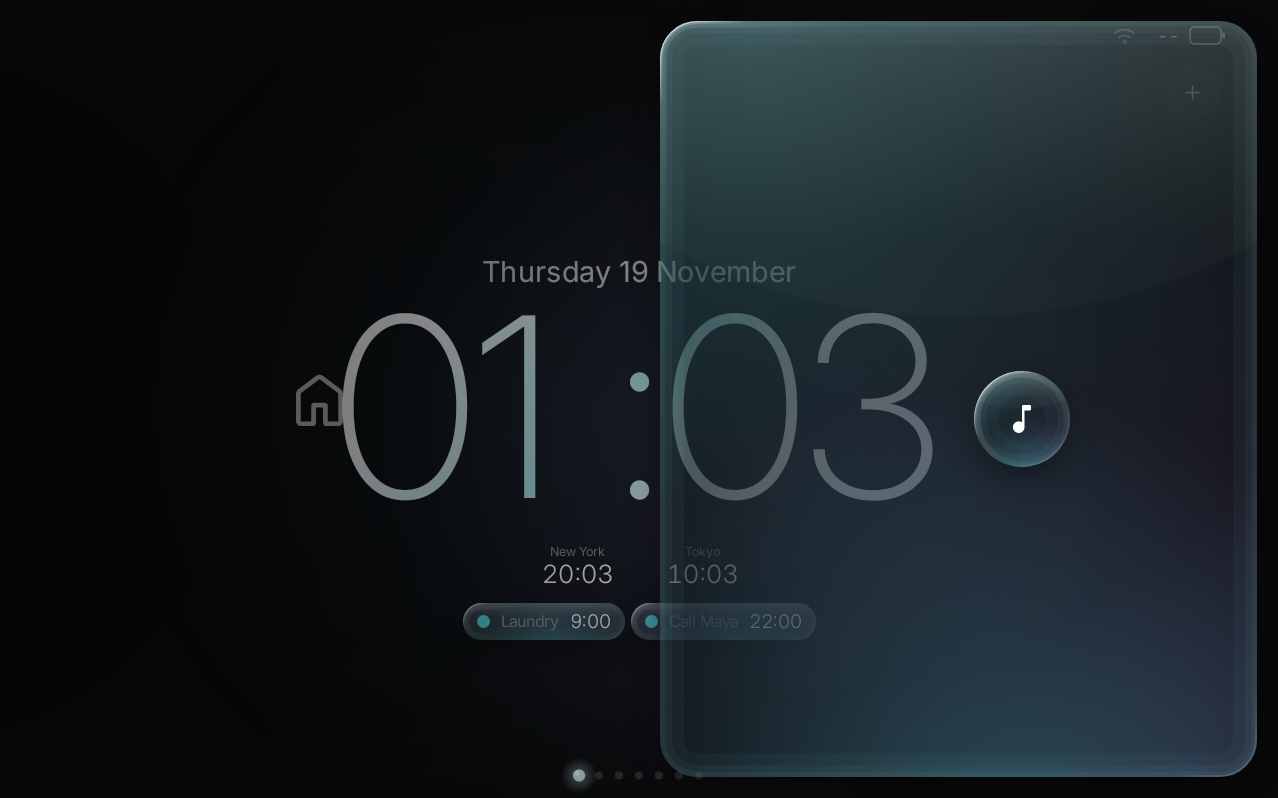 --
+
Thursday 19 November
01:03
New York Tokyo
20:03 10:03
Laundry 9:00 Call Maya 22:00